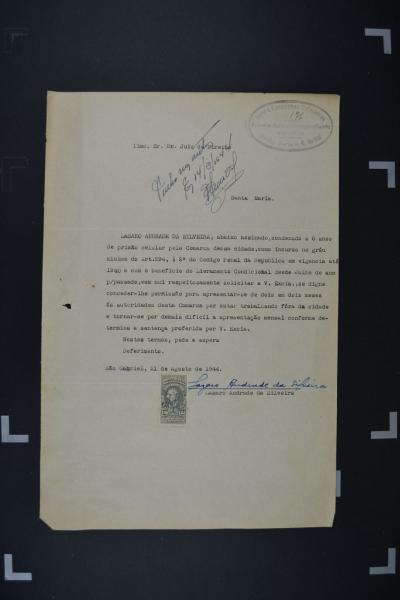 196
Ilmo. Sr. Dr. Juiz de Direito
Santa Maria.
LAZARO ANDRADE DA SILVEIRA, abaixo assinado, condenado a 6 anos
de prisão celular pela Comarca dessa cidade, como incurso no gráu
minimo do Art. 294, § 2º do Codigo Penal da Republica em vigencia até
1940 e com o beneficio do Livramento Condicional desde Julho do ano
p/passado, vem mui respeitosamente solicitar a V. Excia., se digne
conceder-lhe permissão para apresentar-se de dois em dois meses
ás autoridades desta Comarca por estar trabalhando fóra da cidade
e tornar-se por demais dificil a apresentação mensal conforme de-
termina a sentença proferida por V. Excia.
Nestes termos, pede e espera
Deferimento.
São Gabriel, 21 de agosto de 1944.
Lazaro Andrade da Silveira
Lazaro Andrade da Silveira